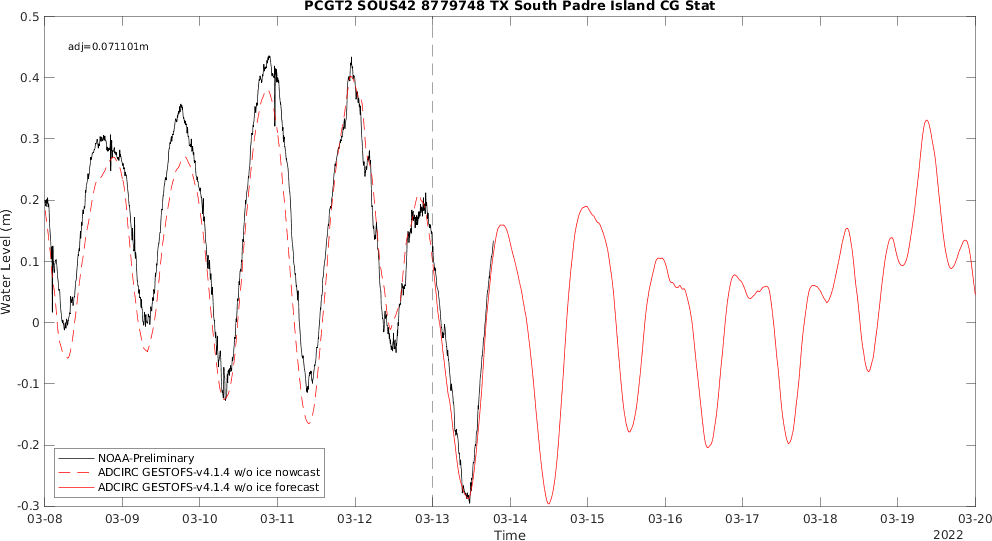 PCGT2 SOUS42 8779748 TX South Padre Island CG Stat
adj=0.071101m
0.5
0.4
0.3
0.2
0.1
0
-0.1
-0.2
-0.3
Water Level (m)
NOAA-Preliminary
ADCIRC GESTOFS-v4.1.4 w/o ice nowcast
ADCIRC GESTOFS-v4.1.4 w/o ice forecast
03-08 03-09 03-10 03-11 03-12 03-13 03-14 03-15 03-16 03-17 03-18 03-19 03-20
Time
2022